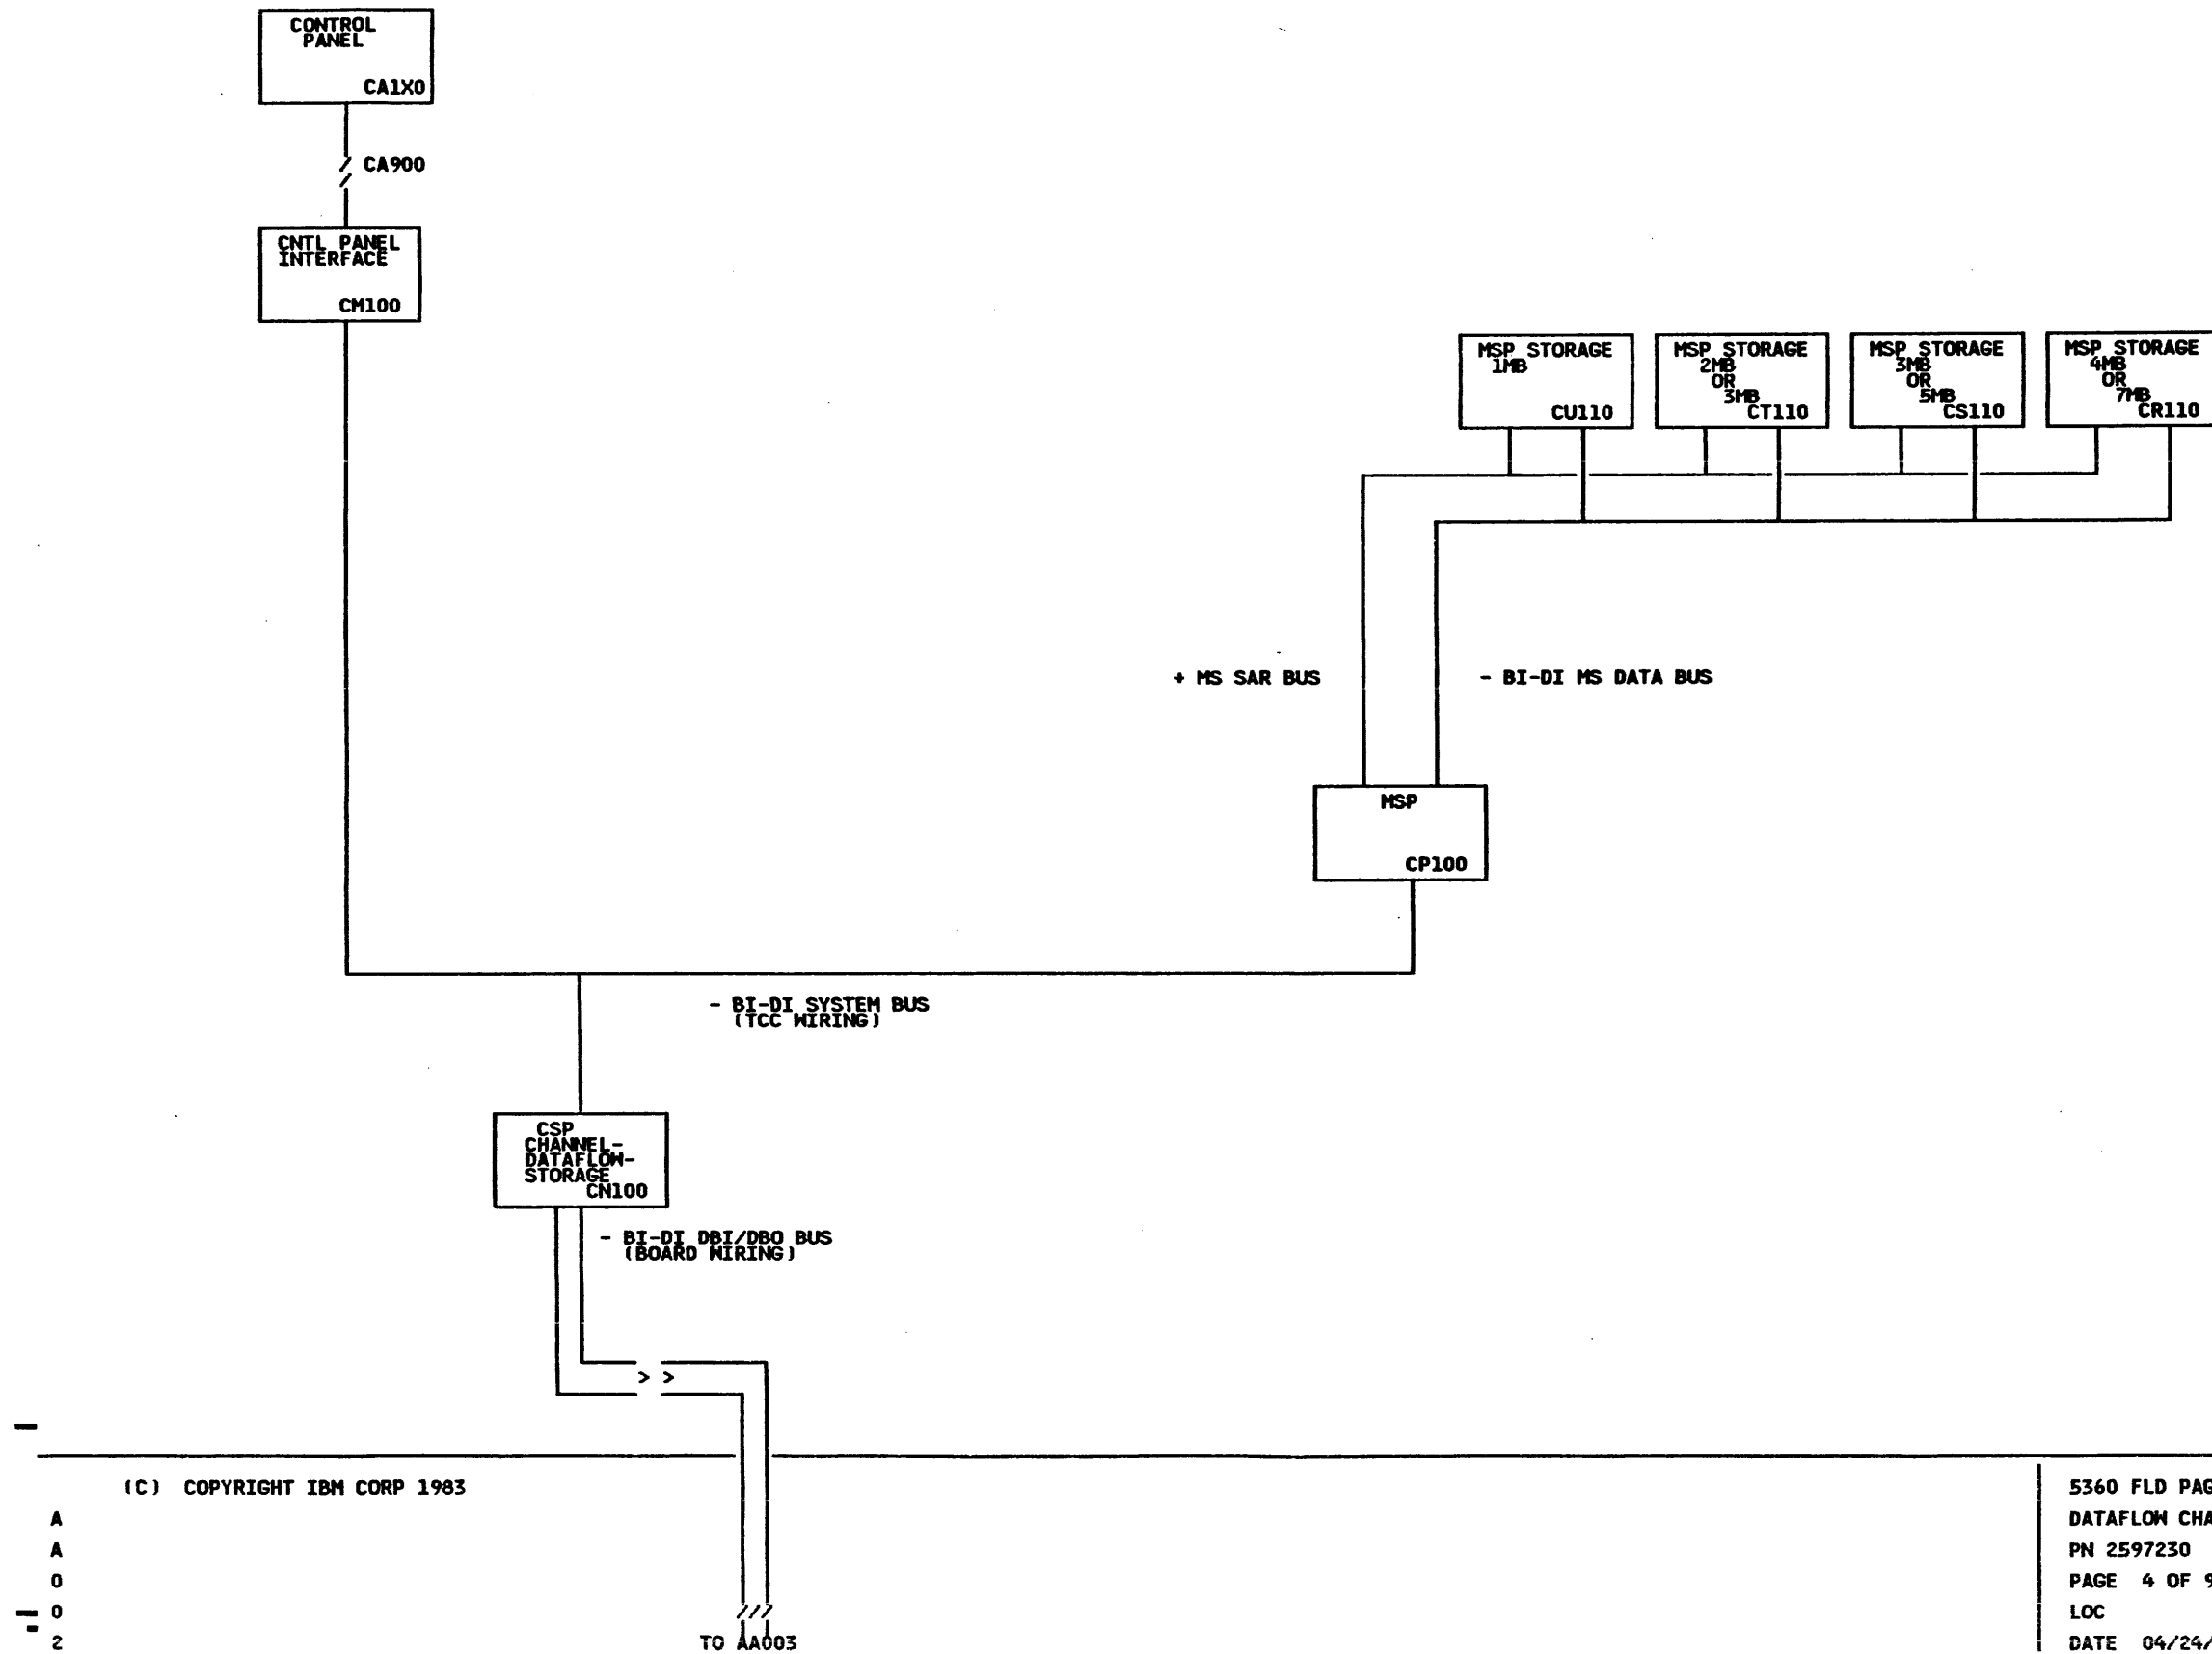 CONTROL
PANEL
CA1X0
CA900
CNTL PANEL
INTERFACE
CM100
MSP STORAGE
1MB
CU110
MSP STORAGE
2MB
OR
3MB
CT110
MSP STORAGE
3MB
OR
5MB
CS110
MSP STORAGE
4MB
OR
7MB
CR110
+ MS SAR BUS
- BI-DI MS DATA BUS
MSP
CP100
- BI-DI SYSTEM BUS
(TCC WIRING)
CSP
CHANNEL-
DATAFLOW-
STORAGE
CN100
- BI-DI DBI/DBO BUS
(BOARD WIRING)
> >
(C) COPYRIGHT IBM CORP 1983
A
A
0
0
2
TO AA003
5360 FLD PAG
DATAFLOW CHA
PN 2597230
PAGE 4 OF 9
LOC
DATE 04/24/